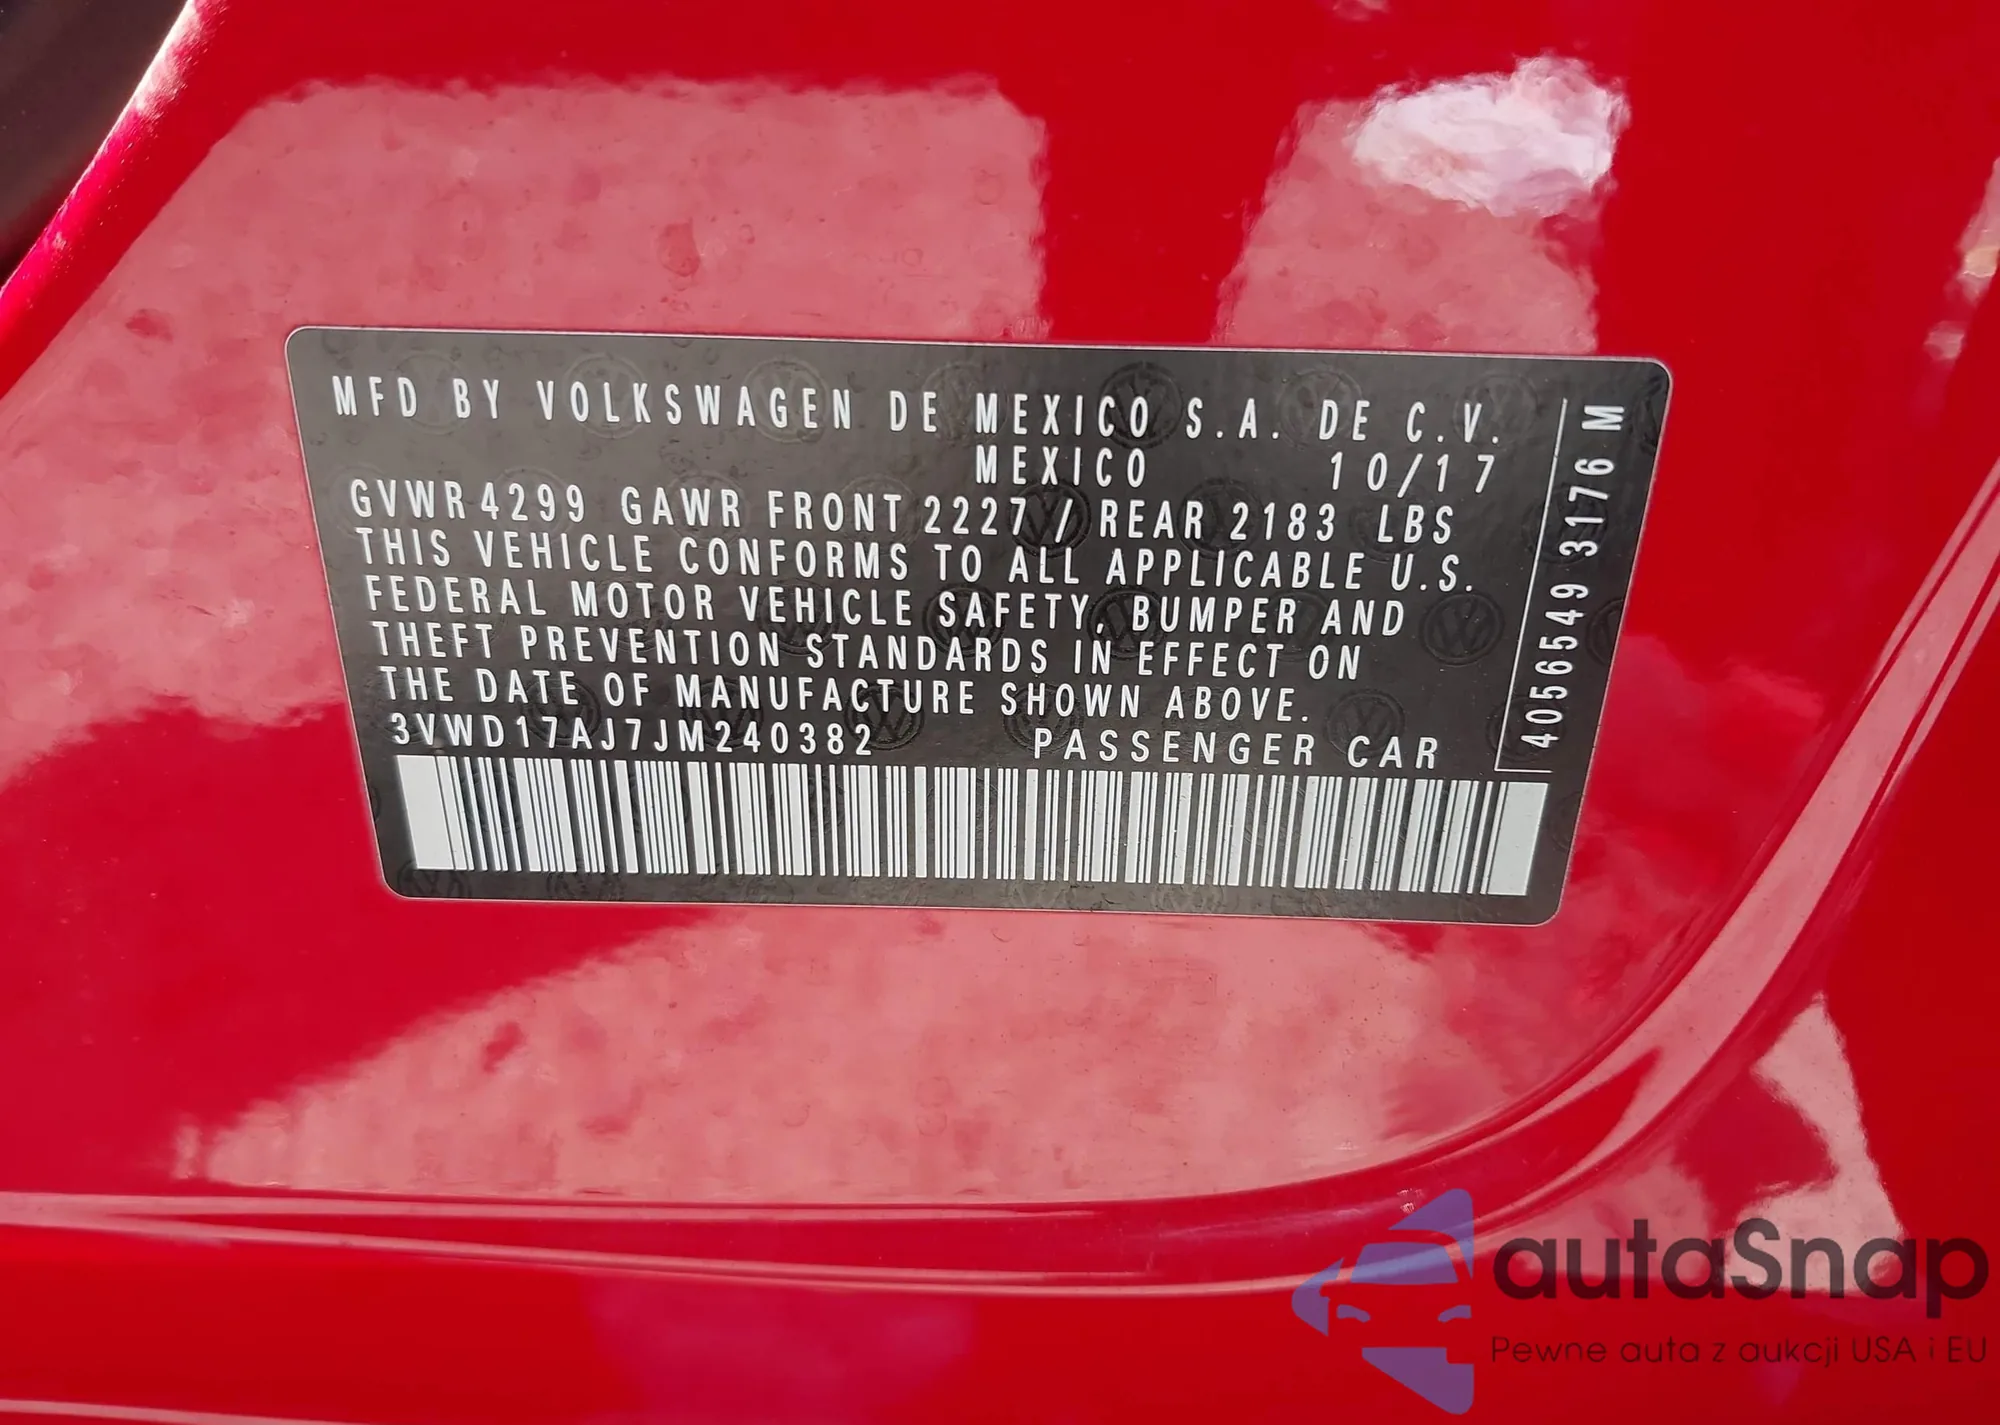 MFD BY VOLKSWAGEN DE MEXICO S.A. DE C.V.
MEXICO 10/17
GVWR 4299 GAWR FRONT 2227 / REAR 2183 LBS
THIS VEHICLE CONFORMS TO ALL APPLICABLE U.S.
FEDERAL MOTOR VEHICLE SAFETY, BUMPER AND
THEFT PREVENTION STANDARDS IN EFFECT ON
THE DATE OF MANUFACTURE SHOWN ABOVE.
3VWD17AJ7JM240382 PASSENGER CAR
4056549 3176 M
autaSnap
Pewne auta z aukcji USA i EU